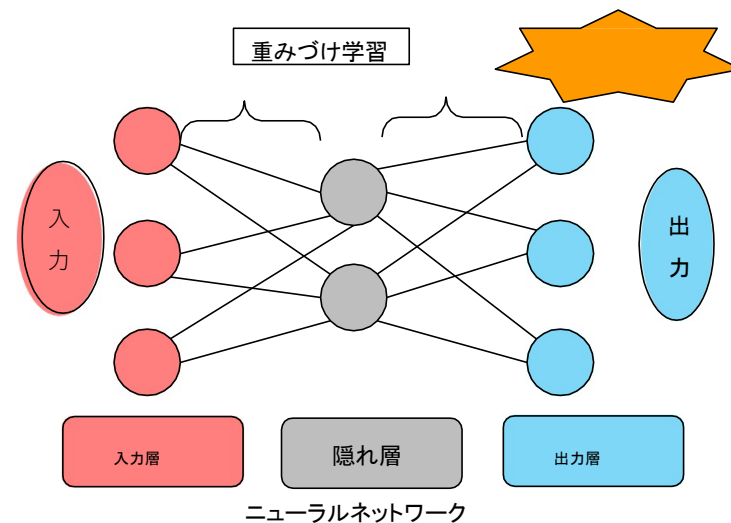 重みづけ学習
入
力
出
力
入力層
隠れ層
出力層
ニューラルネットワーク